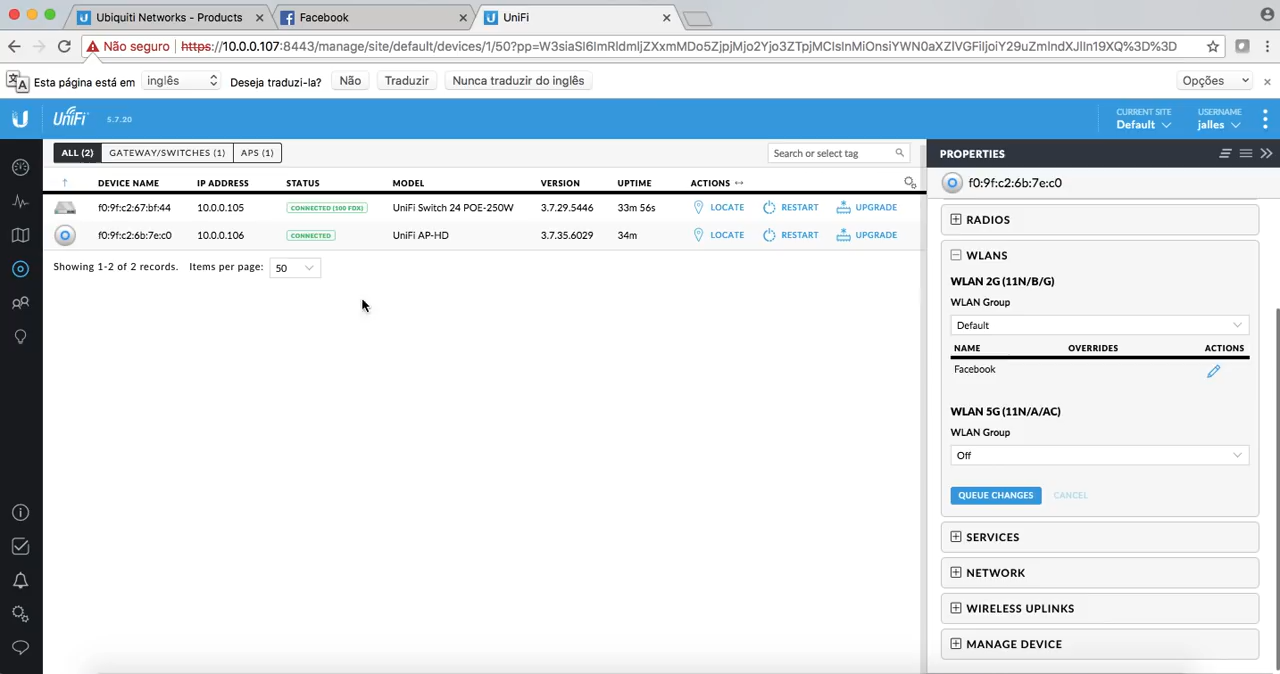 Ubiquiti Networks - Products
Facebook
UniFi
Não seguro
https://10.0.0.107:8443/manage/site/default/devices/1/50?pp=W3siaSI6ImRldmljZXxmMDo5ZjpjMjo2Yjo3ZTpjMCIsInMiOnsiYWN0aXZlVGFiIjoiY29uZmlndXJlIn19XQ%3D%3D
Esta página está em
inglês
Deseja traduzi-la?
Não
Traduzir
Nunca traduzir do inglês
Opções
UniFi
5.7.20
CURRENT SITE
Default
USERNAME
jalles
ALL (2)
GATEWAY/SWITCHES (1)
APS (1)
Search or select tag
DEVICE NAME
IP ADDRESS
STATUS
MODEL
VERSION
UPTIME
ACTIONS
f0:9f:c2:67:bf:44
10.0.0.105
CONNECTED (100 FDX)
UniFi Switch 24 POE-250W
3.7.29.5446
33m 56s
LOCATE
RESTART
UPGRADE
f0:9f:c2:6b:7e:c0
10.0.0.106
CONNECTED
UniFi AP-HD
3.7.35.6029
34m
LOCATE
RESTART
UPGRADE
Showing 1-2 of 2 records.
Items per page:
50
PROPERTIES
f0:9f:c2:6b:7e:c0
RADIOS
WLANS
WLAN 2G (11N/B/G)
WLAN Group
Default
NAME
OVERRIDES
ACTIONS
Facebook
WLAN 5G (11N/A/AC)
WLAN Group
Off
QUEUE CHANGES
CANCEL
SERVICES
NETWORK
WIRELESS UPLINKS
MANAGE DEVICE